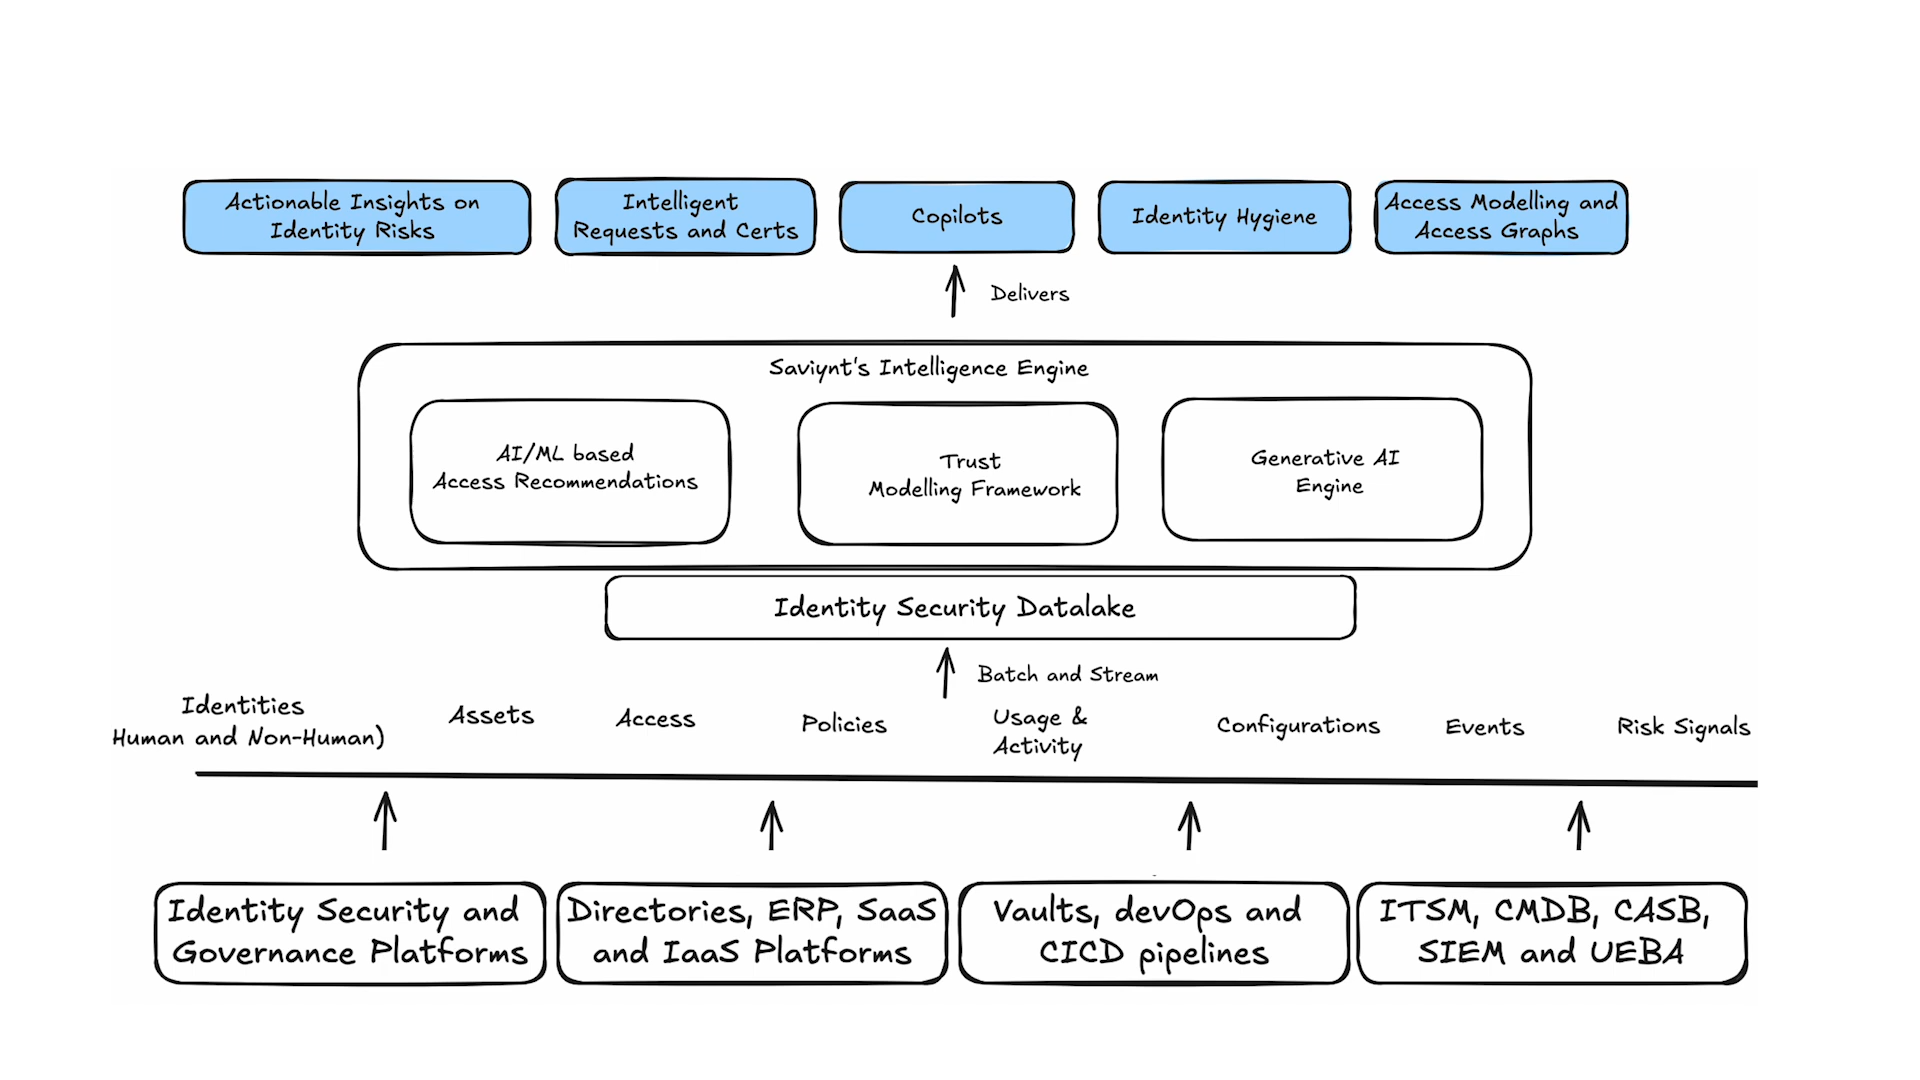 Actionable Insights on
Identity Risks
Intelligent
Requests and Certs
Copilots
Identity Hygiene
Access Modelling and
Access Graphs
Delivers
Saviynt's Intelligence Engine
AI/ML based
Access Recommendations
Trust
Modelling Framework
Generative AI
Engine
Identity Security Datalake
Batch and Stream
Identities
Human and Non-Human)
Assets
Access
Policies
Usage &
Activity
Configurations
Events
Risk Signals
Identity Security and
Governance Platforms
Directories, ERP, SaaS
and IaaS Platforms
Vaults, devOps and
CICD pipelines
ITSM, CMDB, CASB,
SIEM and UEBA